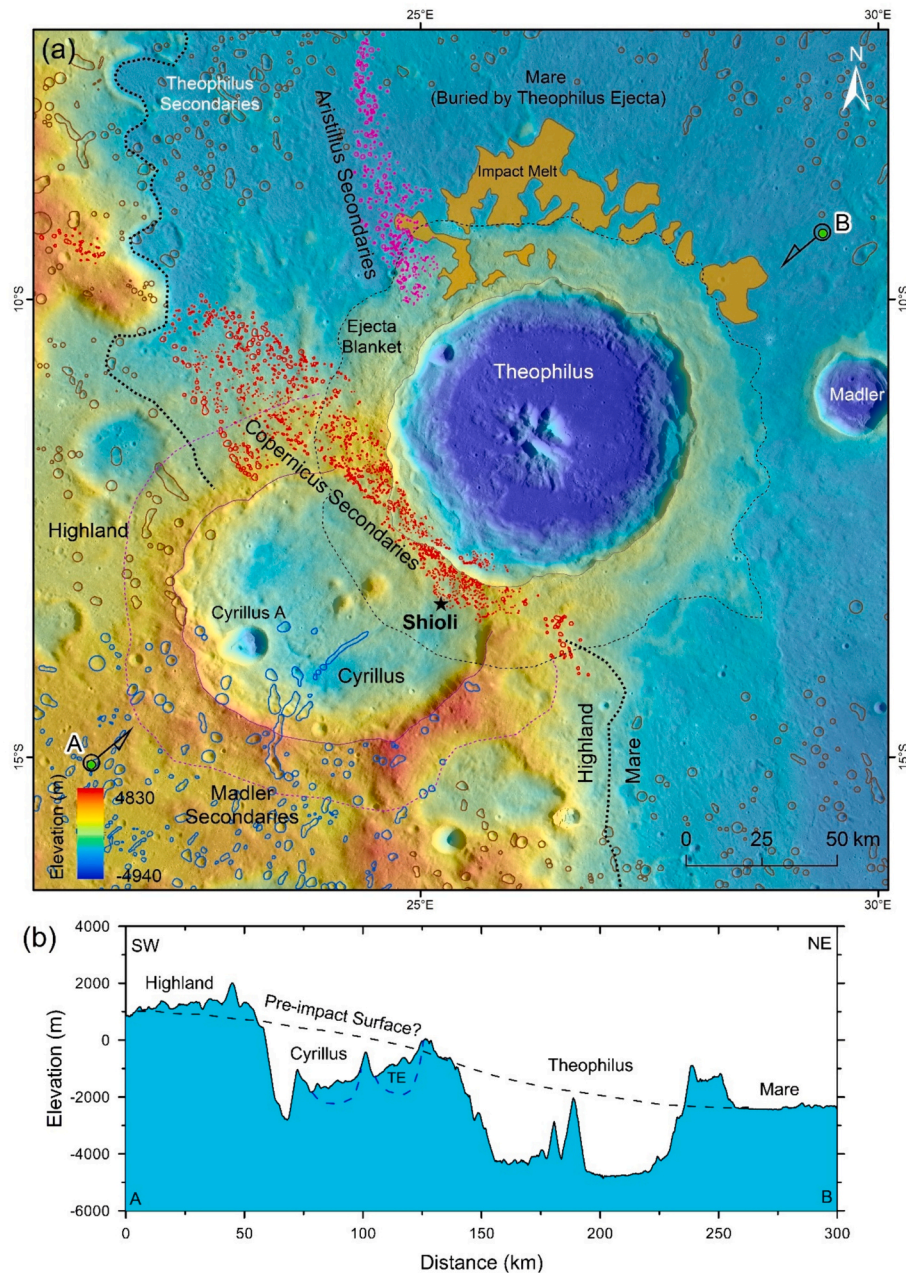 25°E
30°E
(a)
N
Theophilus
Secondaries
Mare
(Buried by Theophilus Ejecta)
Aristillus Secondaries
Impact Melt
B
10°S
10°S
Ejecta
Blanket
Theophilus
Madler
Copernicus Secondaries
Highland
Cyrillus A
Shioli
Cyrillus
A
Highland
Mare
15°S
15°S
Madler
Secondaries
Elevation (m)
4830
-4940
0 25 50 km
25°E
30°E
(b)
4000
2000
0
-2000
-4000
-6000
Elevation (m)
SW
NE
Highland
Pre-impact Surface?
Cyrillus
TE
Theophilus
Mare
A
B
0 50 100 150 200 250 300
Distance (km)